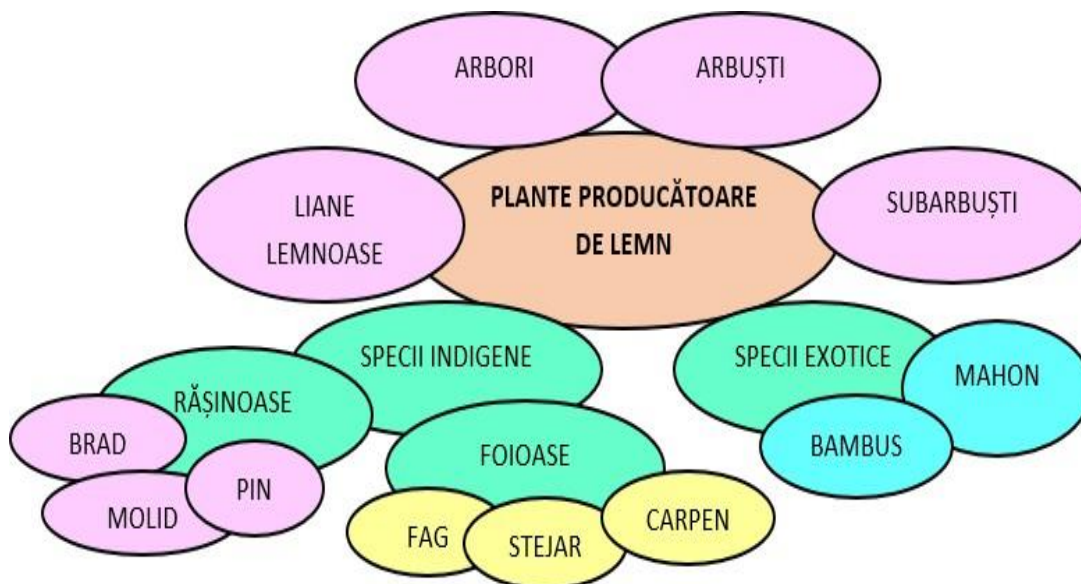 ARBORI
ARBUȘTI
LIANE
LEMNOASE
PLANTE PRODUCĂTOARE
DE LEMN
SUBARBUȘTI
SPECII INDIGENE
SPECII EXOTICE
MAHON
BAMBUS
RĂȘINOASE
BRAD
MOLID
PIN
FOIOASE
FAG
STEJAR
CARPEN